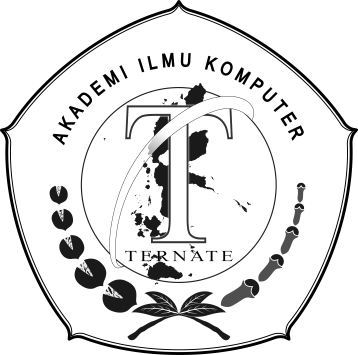 AKADEMI ILMU KOMPUTER
T
TERNATE